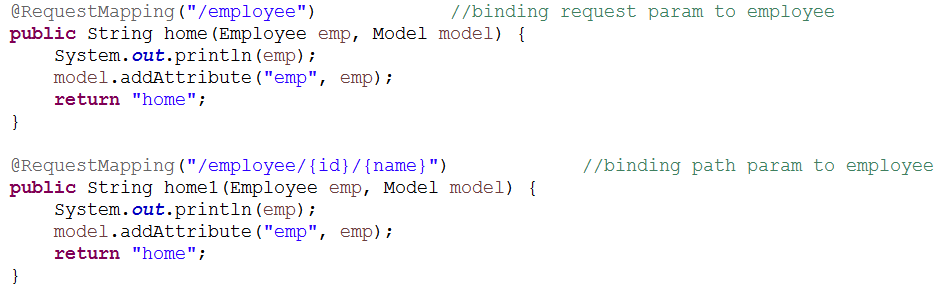 @RequestMapping("/employee")            //binding request param to employee
public String home(Employee emp, Model model) {
    System.out.println(emp);
    model.addAttribute("emp", emp);
    return "home";
}

@RequestMapping("/employee/{id}/{name}")            //binding path param to employee
public String home1(Employee emp, Model model) {
    System.out.println(emp);
    model.addAttribute("emp", emp);
    return "home";
}